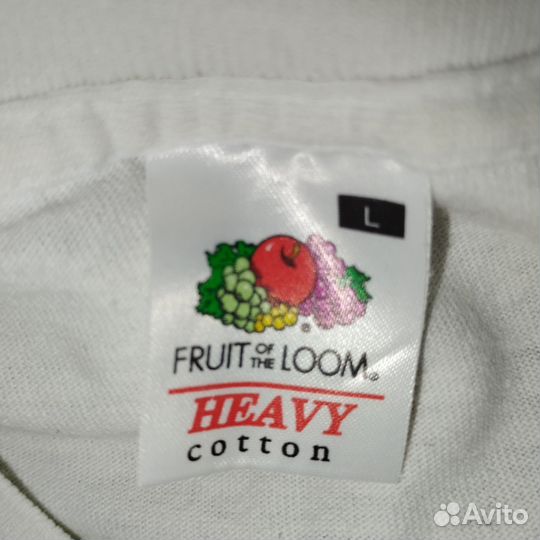 L
FRUIT OF THE LOOM®
HEAVY
cotton
Avito